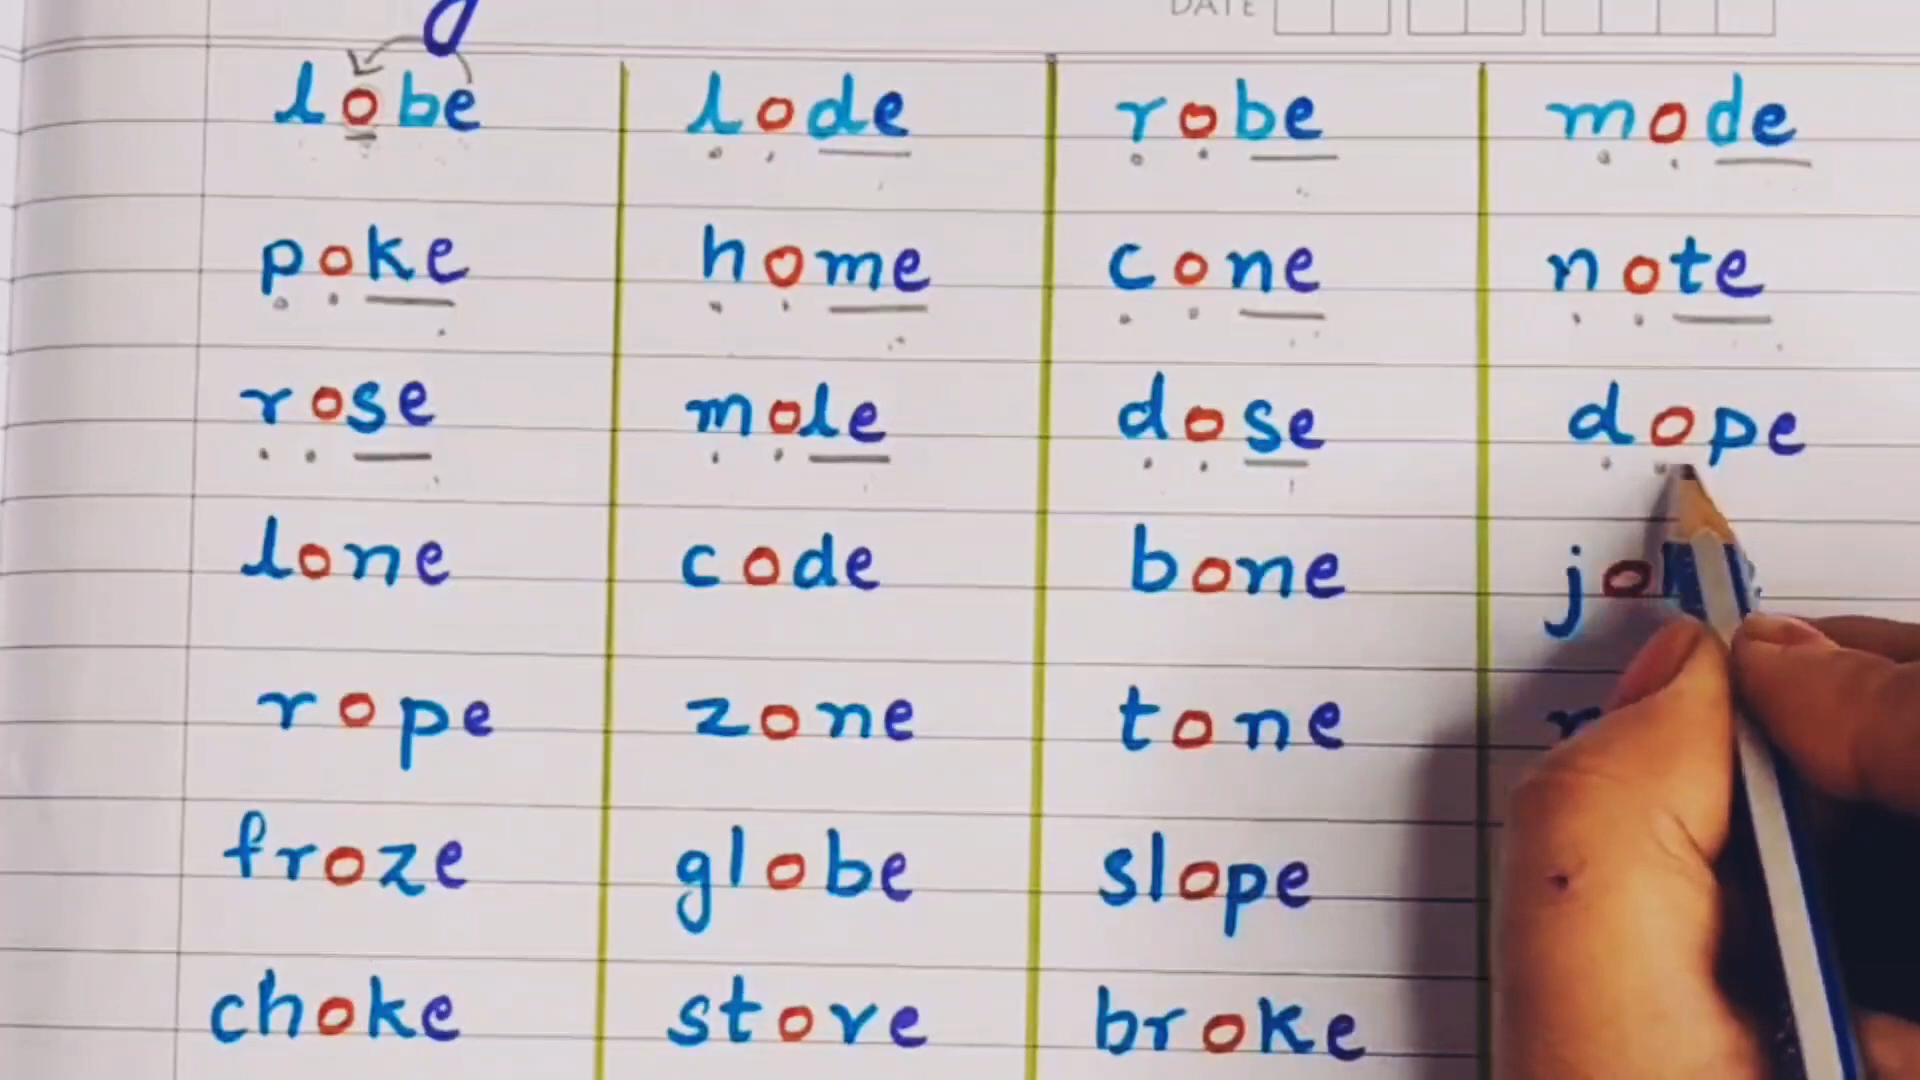 DATE
lobe lode robe mode
poke home cone note
rose mole dose dope
lone code bone
rope zone tone
froze globe slope
choke stove broke